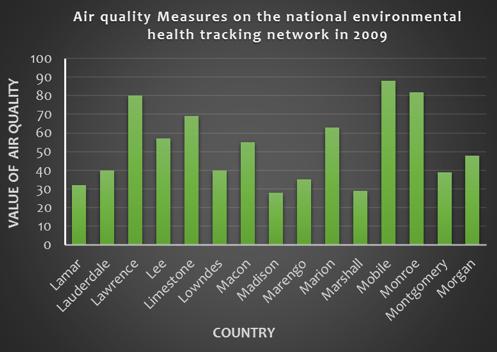 Air quality Measures on the national environmental
health tracking network in 2009
VALUE OF AIR QUALITY
100
90
80
70
60
50
40
30
20
10
0
Lamar
Lauderdale
Lawrence
Lee
Limestone
Lowndes
Macon
Madison
Marengo
Marion
Marshall
Mobile
Monroe
Montgomery
Morgan
COUNTRY